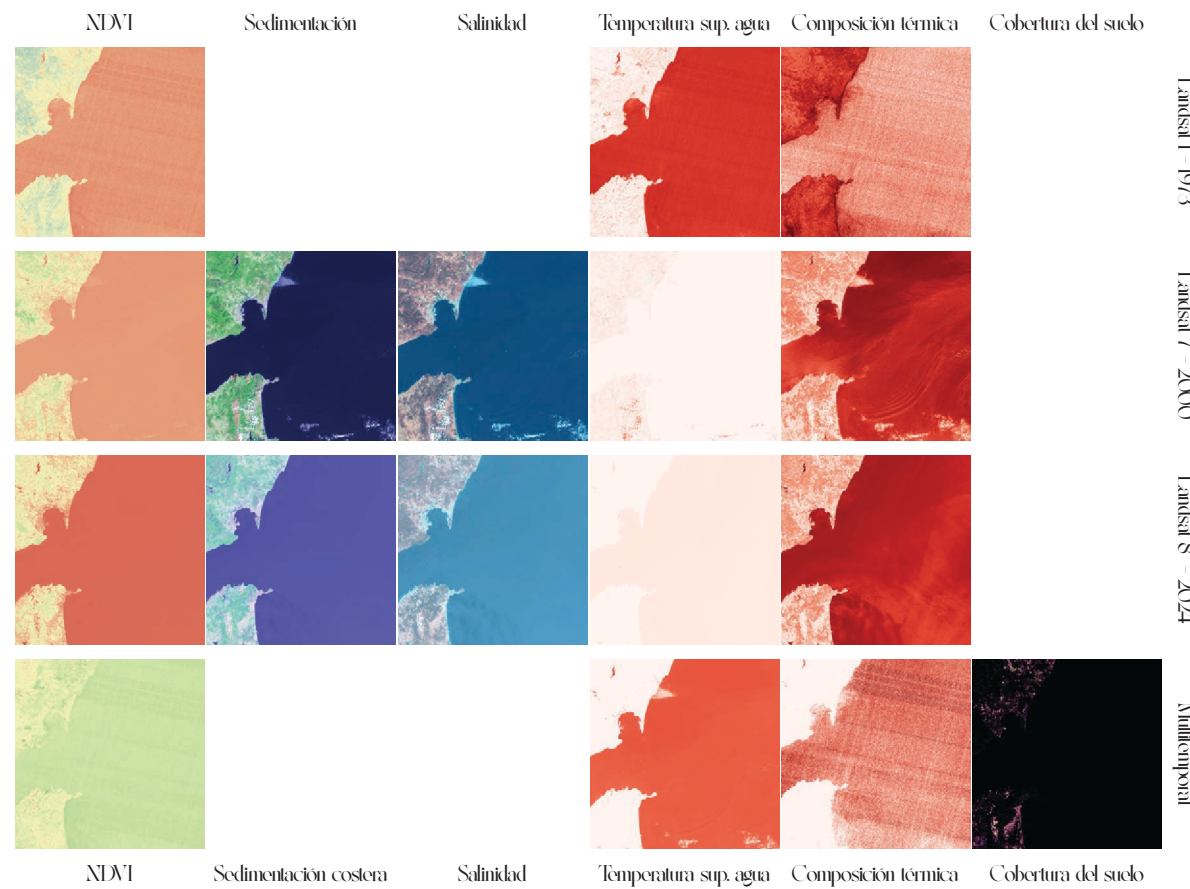 NDVI
Sedimentación
Salinidad
Temperatura sup. agua
Composición térmica
Cobertura del suelo
Landsat 1 - 1973
Landsat 7 - 2000
Landsat 8 - 2024
Multitemporal
NDVI
Sedimentación costera
Salinidad
Temperatura sup. agua
Composición térmica
Cobertura del suelo